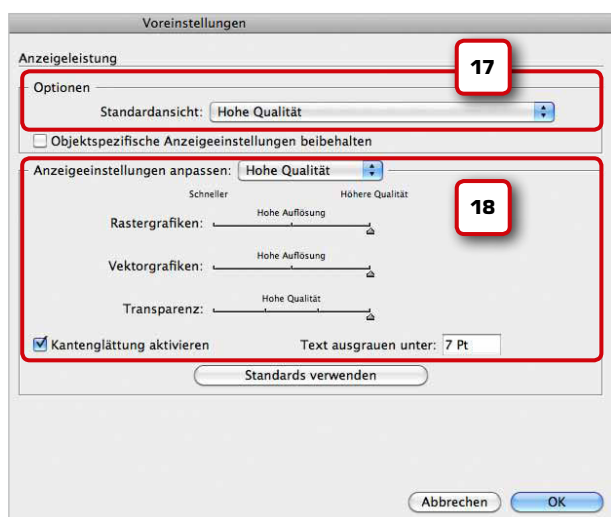 Voreinstellungen
Anzeigeleistung
17
Optionen
Standardansicht: Hohe Qualität
Objektspezifische Anzeigeeinstellungen beibehalten
Anzeigeeinstellungen anpassen: Hohe Qualität
18
Schneller Höhere Qualität
Hohe Auflösung
Rastergrafiken:
Hohe Auflösung
Vektorgrafiken:
Hohe Qualität
Transparenz:
Kantenglättung aktivieren Text ausgrauen unter: 7 Pt
Standards verwenden
Abbrechen OK